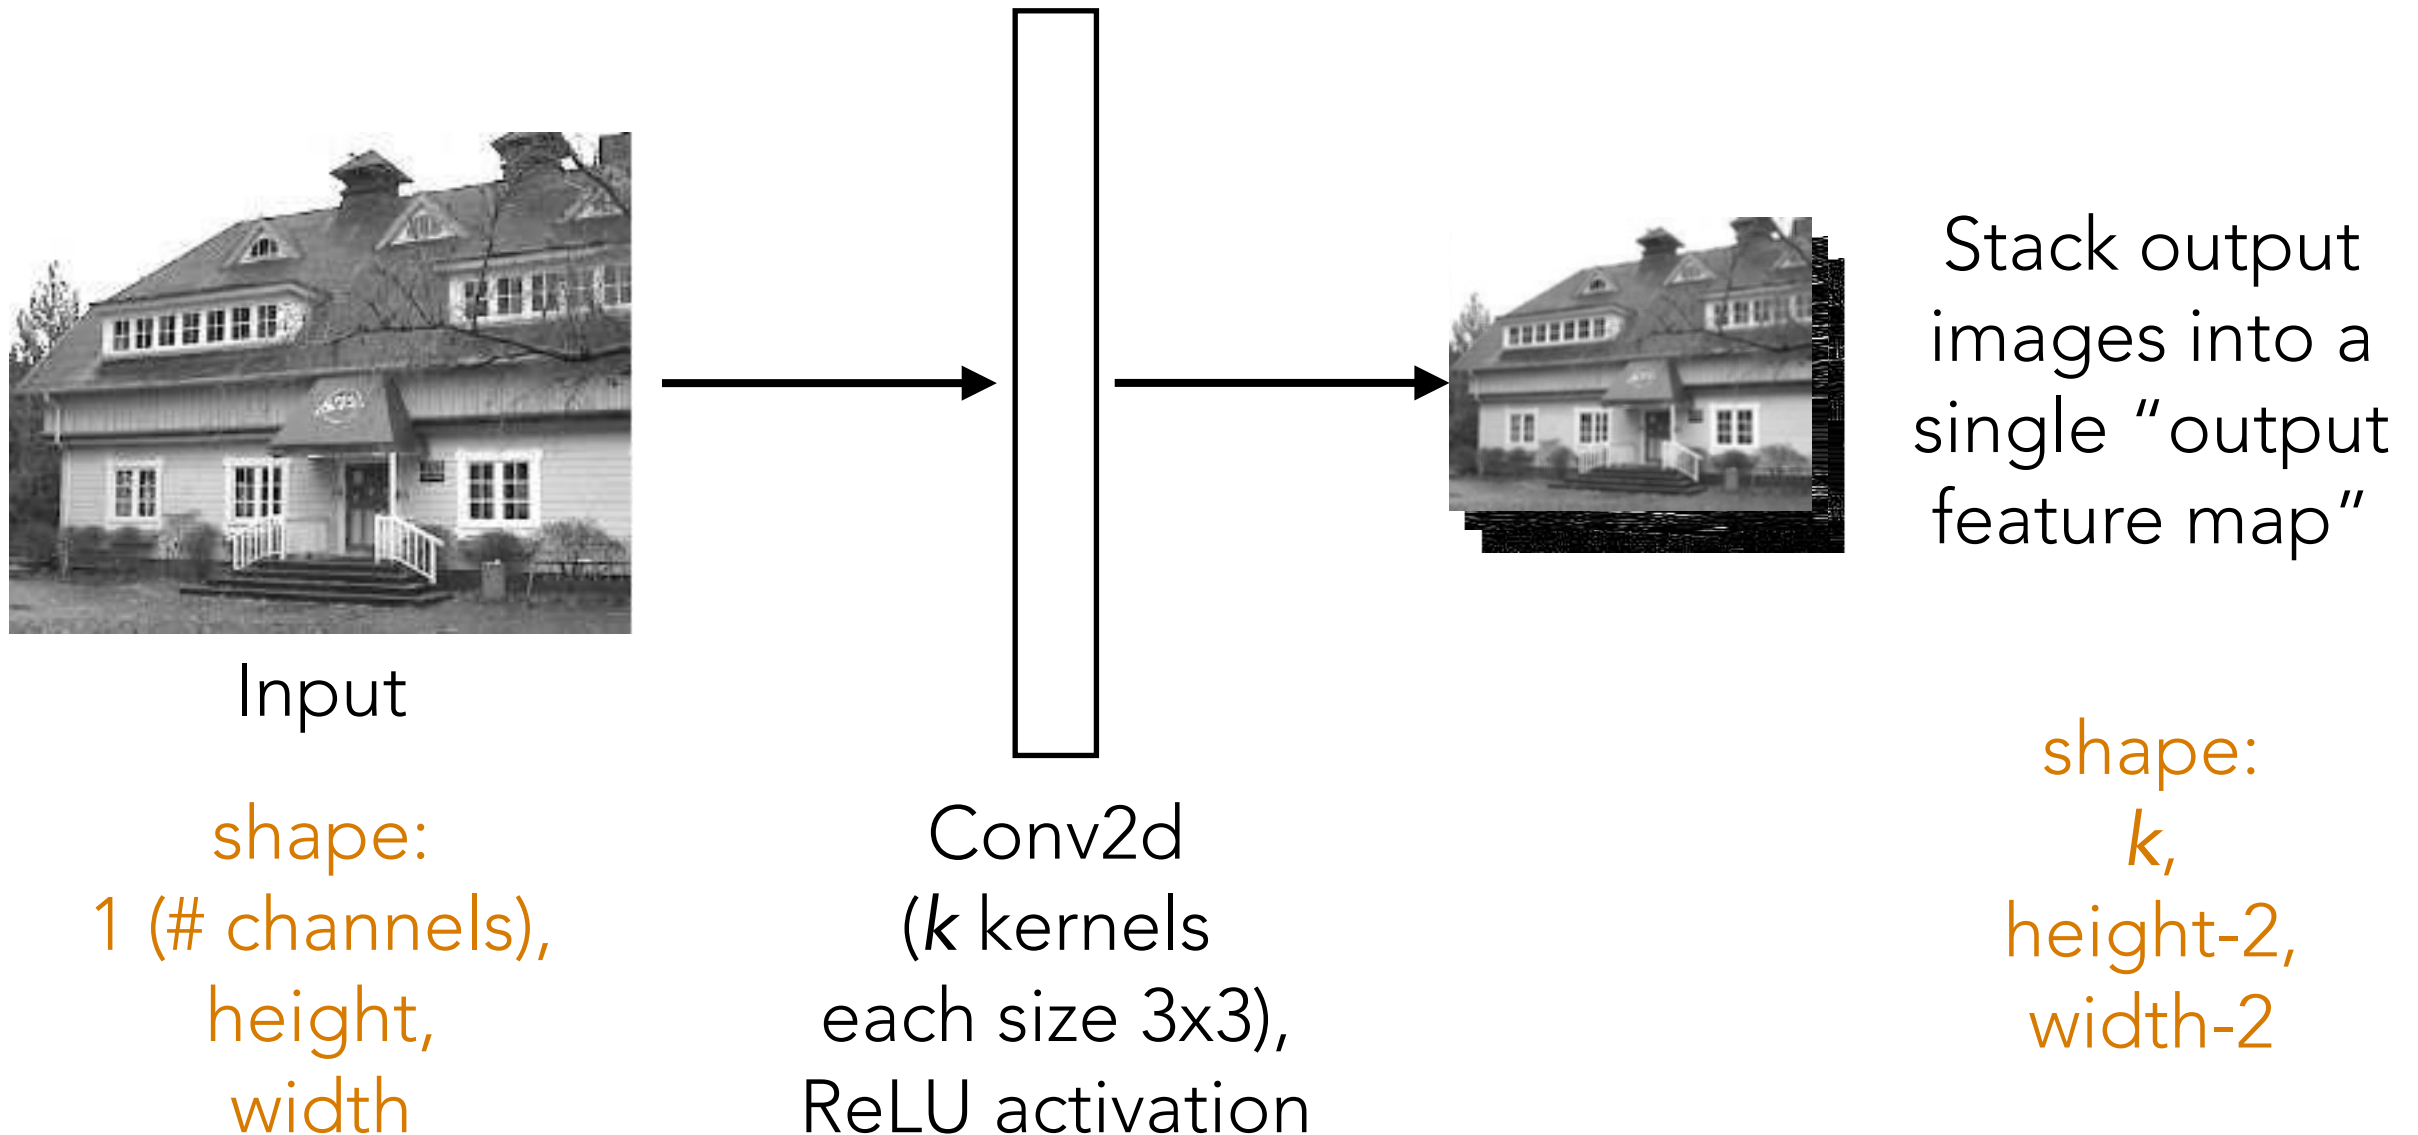 Input
shape:
1 (# channels),
height,
width
Conv2d
(k kernels
each size 3x3),
ReLU activation
Stack output
images into a
single “output
feature map”
shape:
k,
height-2,
width-2